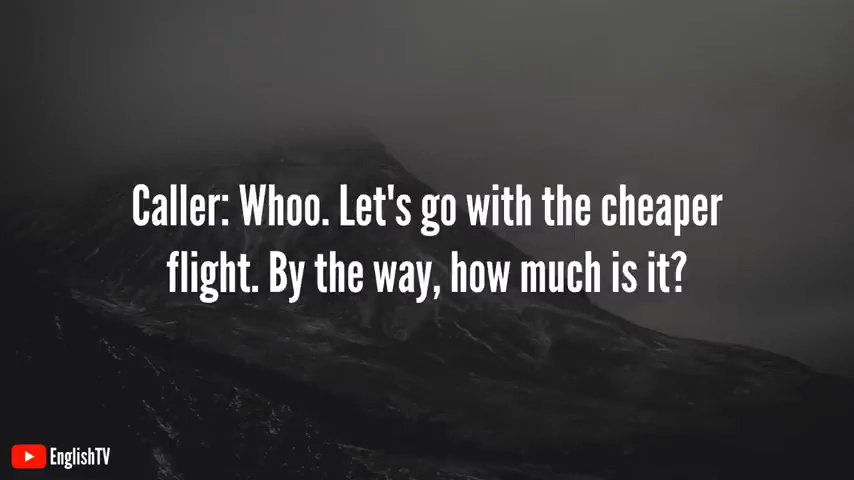 Caller: Whoo. Let's go with the cheaper
flight. By the way, how much is it?
EnglishTV